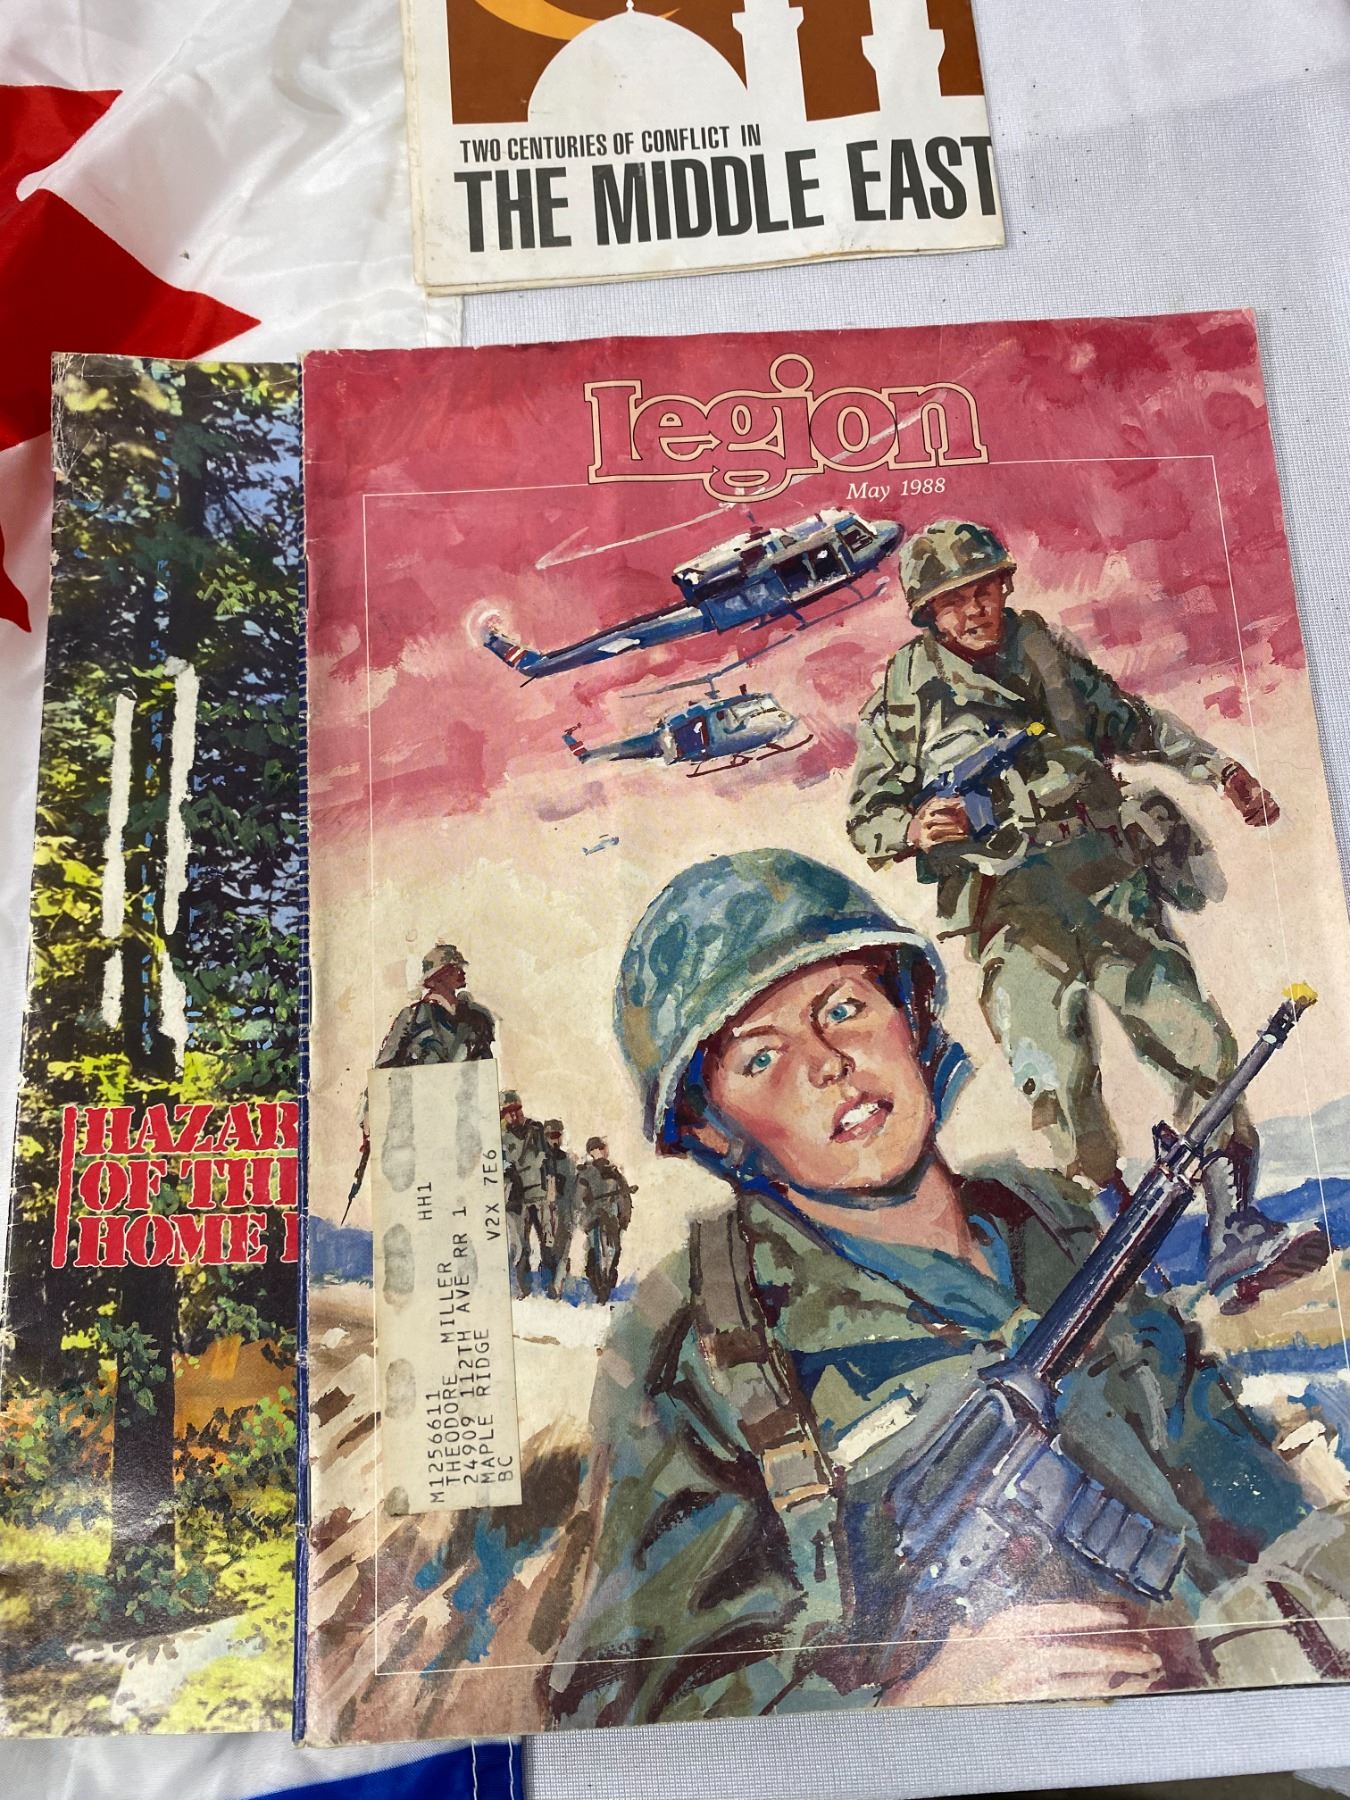 TWO CENTURIES OF CONFLICT IN
THE MIDDLE EAST
legion
May 1988
HAZAR
OF TH
HOME
HH1
M1256611
THEODORE MILLER
24909 112TH AVE RR 1
MAPLE RIDGE V2X 7E6
BC